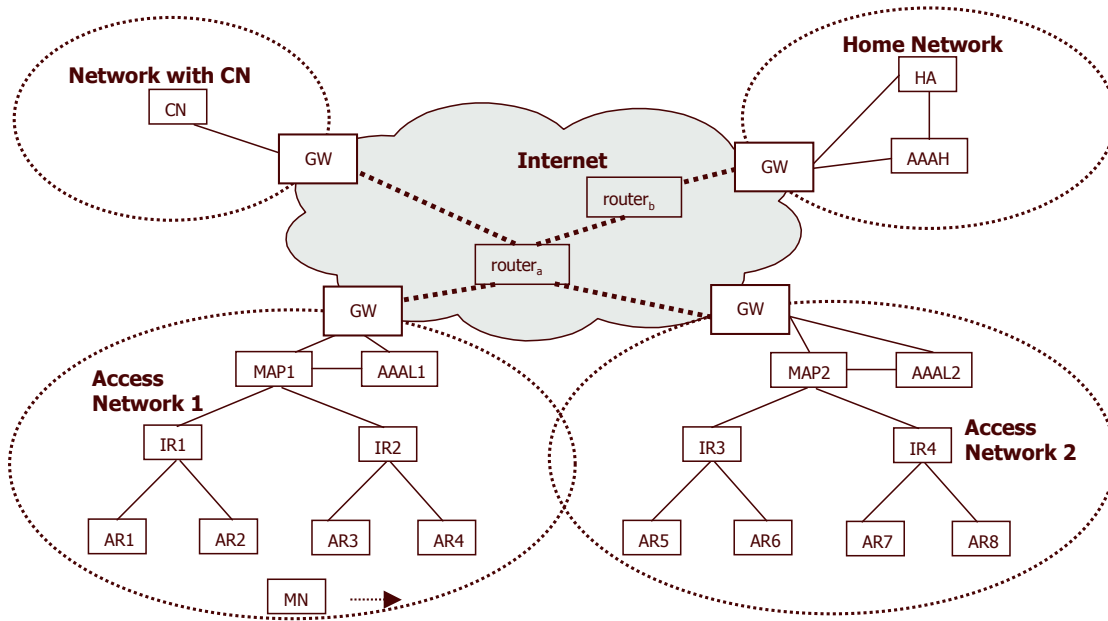 Network with CN
CN
GW
Internet
Home Network
HA
GW
AAAH
router_b
router_a
GW
GW
MAP1
AAAL1
Access
Network 1
MAP2
AAAL2
IR1
IR2
IR3
IR4
Access
Network 2
AR1
AR2
AR3
AR4
AR5
AR6
AR7
AR8
MN